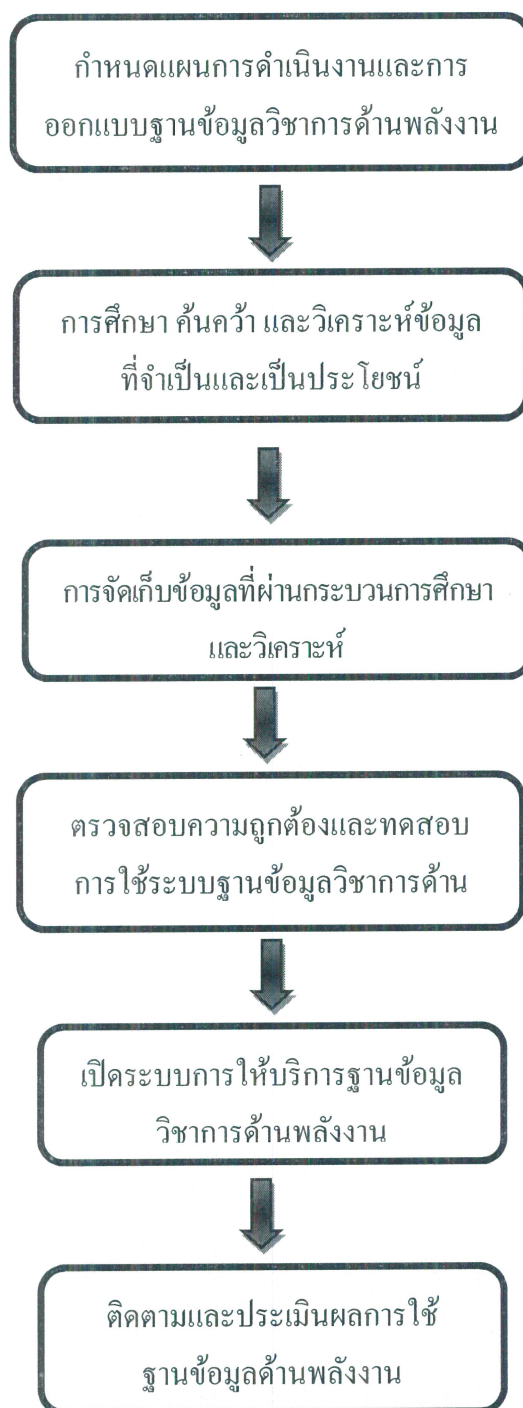 กำหนดแผนการดำเนินงานและการ
ออกแบบฐานข้อมูลวิชาการด้านพลังงาน
การศึกษา ค้นคว้า และวิเคราะห์ข้อมูล
ที่จำเป็นและเป็นประโยชน์
การจัดเก็บข้อมูลที่ผ่านกระบวนการศึกษา
และวิเคราะห์
ตรวจสอบความถูกต้องและทดสอบ
การใช้ระบบฐานข้อมูลวิชาการด้าน
เปิดระบบการให้บริการฐานข้อมูล
วิชาการด้านพลังงาน
ติดตามและประเมินผลการใช้
ฐานข้อมูลด้านพลังงาน